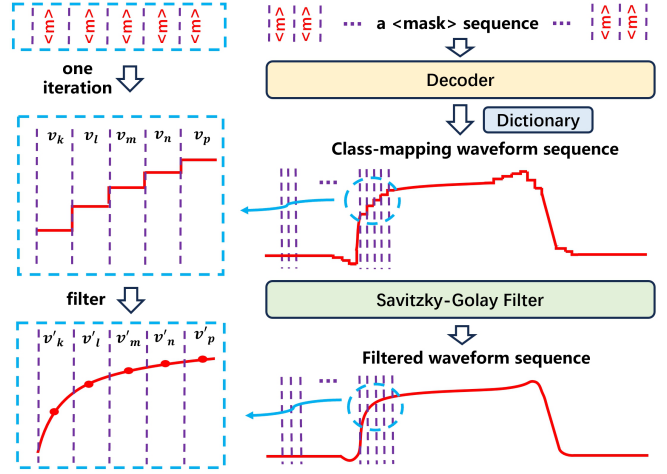 <m> <m> <m> <m> <m>
<m> <m> ... a <mask> sequence ... <m> <m>
one
iteration
Decoder
Dictionary
Class-mapping waveform sequence
v_k v_l v_m v_n v_p
...
filter
Savitzky-Golay Filter
Filtered waveform sequence
v'_k v'_l v'_m v'_n v'_p
...